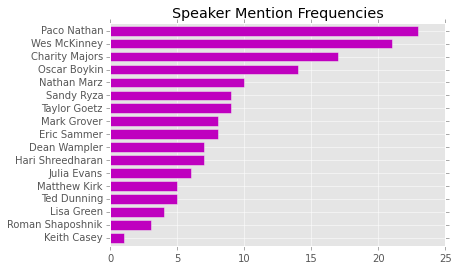 Speaker Mention Frequencies
Paco Nathan
Wes McKinney
Charity Majors
Oscar Boykin
Nathan Marz
Sandy Ryza
Taylor Goetz
Mark Grover
Eric Sammer
Dean Wampler
Hari Shreedharan
Julia Evans
Matthew Kirk
Ted Dunning
Lisa Green
Roman Shaposhnik
Keith Casey
0 5 10 15 20 25